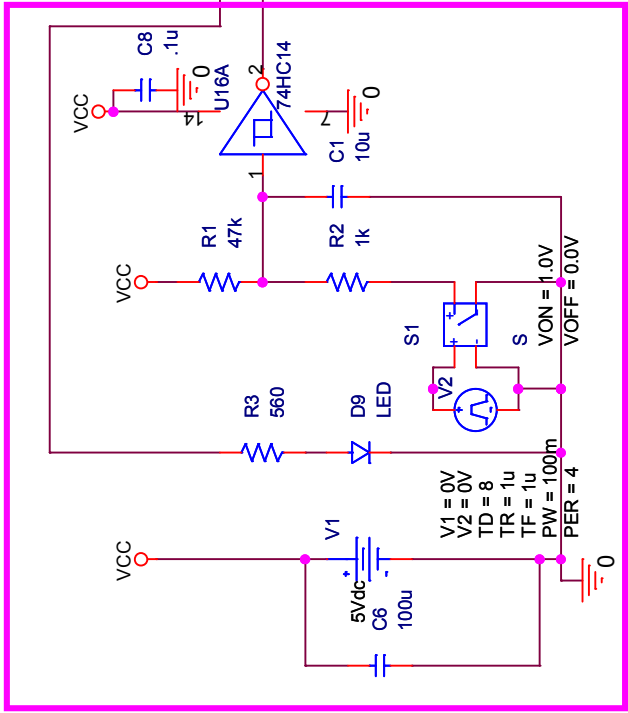 C8
.1u
VCC
0
U16A
14
2
74HC14
7
0
C1
10u
1
R1
47k
R2
1k
VCC
S1
S
VON = 1.0V
VOFF = 0.0V
V2
R3
560
D9
LED
V1 = 0V
V2 = 0V
TD = 8
TR = 1u
TF = 1u
PW = 100m
PER = 4
VCC
V1
5Vdc
C6
100u
0
+
+
-
+
+